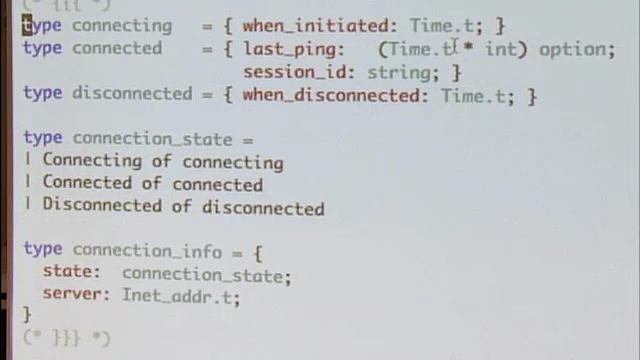 (* {{{ *)
type connecting = { when_initiated: Time.t; }
type connected = { last_ping: (Time.t * int) option;
session_id: string; }
type disconnected = { when_disconnected: Time.t; }
type connection_state =
| Connecting of connecting
| Connected of connected
| Disconnected of disconnected
type connection_info = {
state: connection_state;
server: Inet_addr.t;
}
(* }}} *)